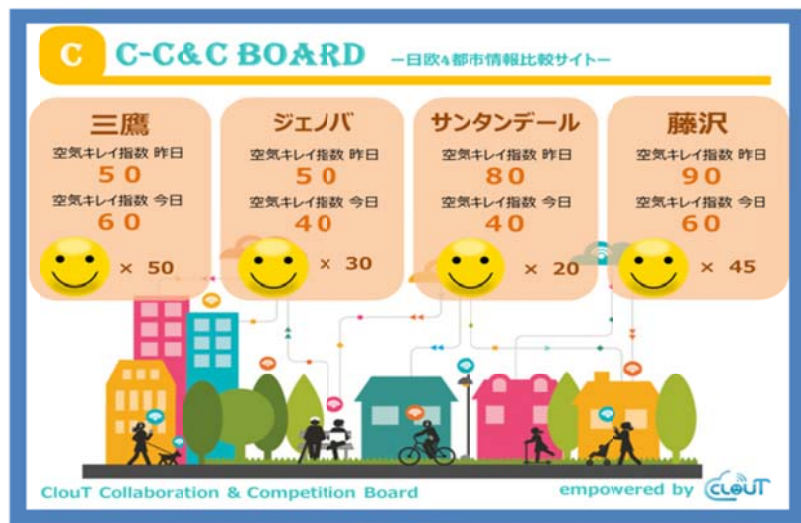 C C-C&C BOARD －日欧4都市情報比較サイト－
三鷹
空気キレイ指数 昨日
50
空気キレイ指数 今日
60
× 50
ジェノバ
空気キレイ指数 昨日
50
空気キレイ指数 今日
40
x 30
サンタンデール
空気キレイ指数 昨日
80
空気キレイ指数 今日
40
× 20
藤沢
空気キレイ指数 昨日
90
空気キレイ指数 今日
60
× 45
ClouT Collaboration & Competition Board
empowered by CLOUT